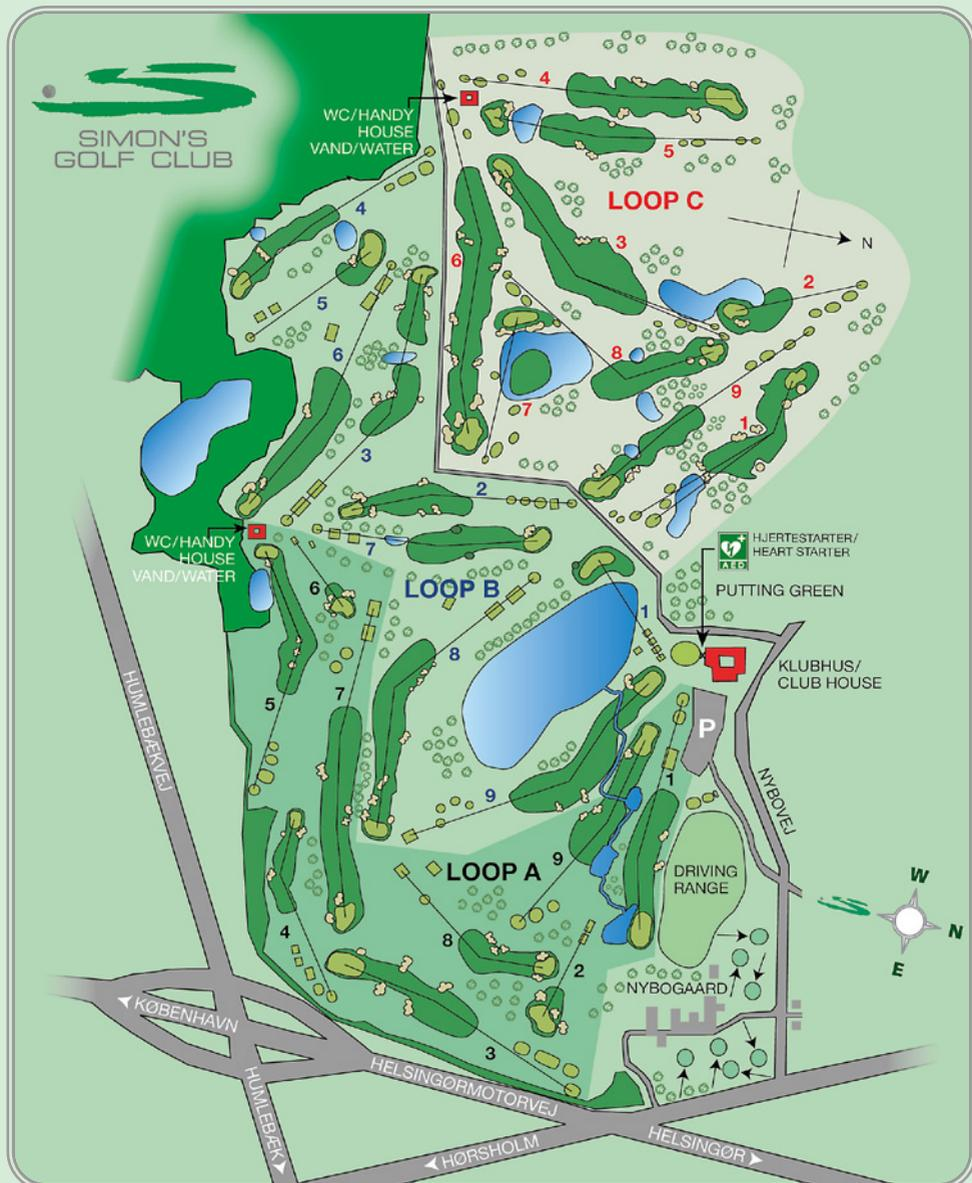 SIMON'S
GOLF CLUB
WC/HANDY
HOUSE
VAND/WATER
4
5
LOOP C
N
3
6
2
8
9
7
1
4
5
6
3
2
7
LOOP B
1
8
9
WC/HANDY
HOUSE
VAND/WATER
HJERTESTARTER/
HEART STARTER
AED
PUTTING GREEN
KLUBHUS/
CLUB HOUSE
P
NYBOVEJ
6
5
7
1
LOOP A
9
8
2
4
3
DRIVING
RANGE
NYBOGAARD
W
N
E
HUMLEBÆKVEJ
KØBENHAVN
HUMLEBÆK
HELSINGØRMOTORVEJ
HØRSHOLM
HELSINGØR